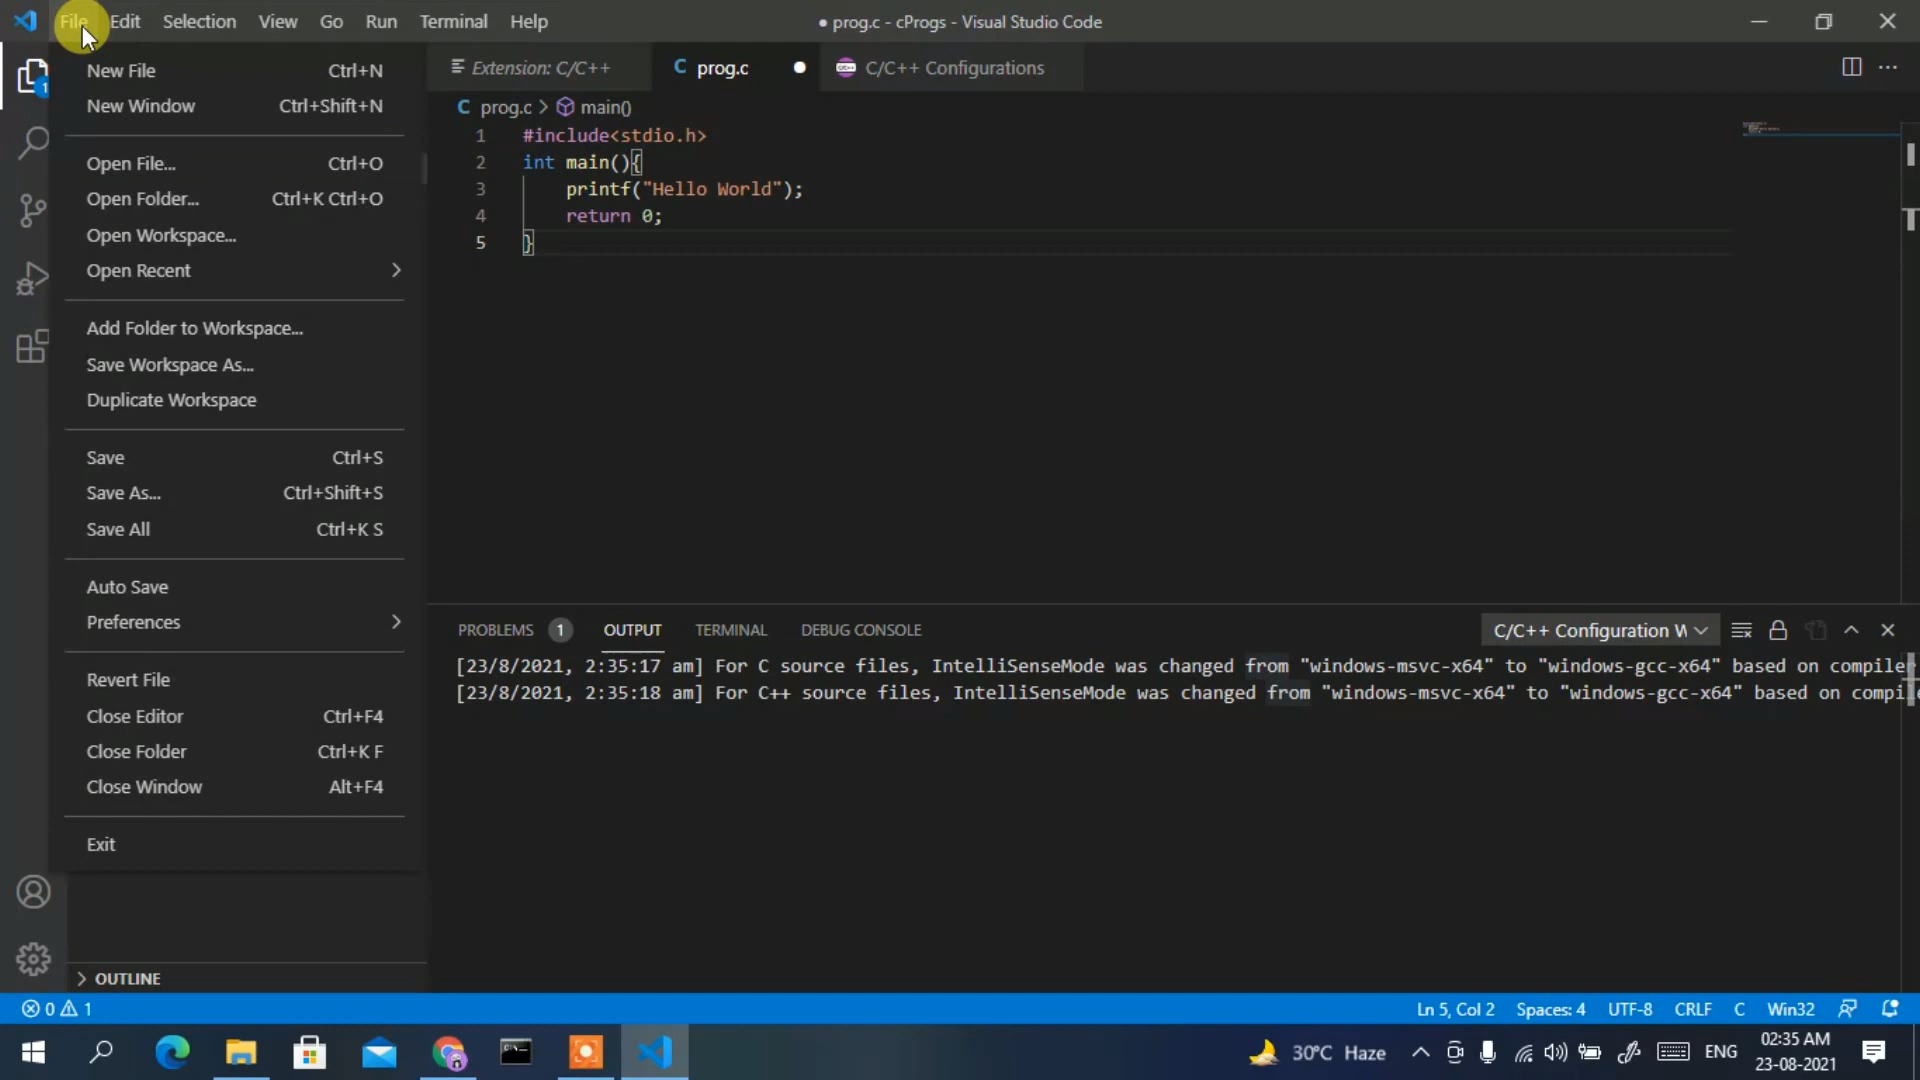 File Edit Selection View Go Run Terminal Help
● prog.c - cProgs - Visual Studio Code
New File Ctrl+N
New Window Ctrl+Shift+N
Open File... Ctrl+O
Open Folder... Ctrl+K Ctrl+O
Open Workspace...
Open Recent
Add Folder to Workspace...
Save Workspace As...
Duplicate Workspace
Save Ctrl+S
Save As... Ctrl+Shift+S
Save All Ctrl+K S
Auto Save
Preferences
Revert File
Close Editor Ctrl+F4
Close Folder Ctrl+K F
Close Window Alt+F4
Exit
OUTLINE
1
Extension: C/C++
C prog.c
C/C++ Configurations
C prog.c > main()
1 #include<stdio.h>
2 int main(){
3 printf("Hello World");
4 return 0;
5 }
PROBLEMS 1 OUTPUT TERMINAL DEBUG CONSOLE
C/C++ Configuration W
[23/8/2021, 2:35:17 am] For C source files, IntelliSenseMode was changed from "windows-msvc-x64" to "windows-gcc-x64" based on compiler
[23/8/2021, 2:35:18 am] For C++ source files, IntelliSenseMode was changed from "windows-msvc-x64" to "windows-gcc-x64" based on compil
0 1
Ln 5, Col 2 Spaces: 4 UTF-8 CRLF C Win32
30°C Haze
ENG
02:35 AM
23-08-2021